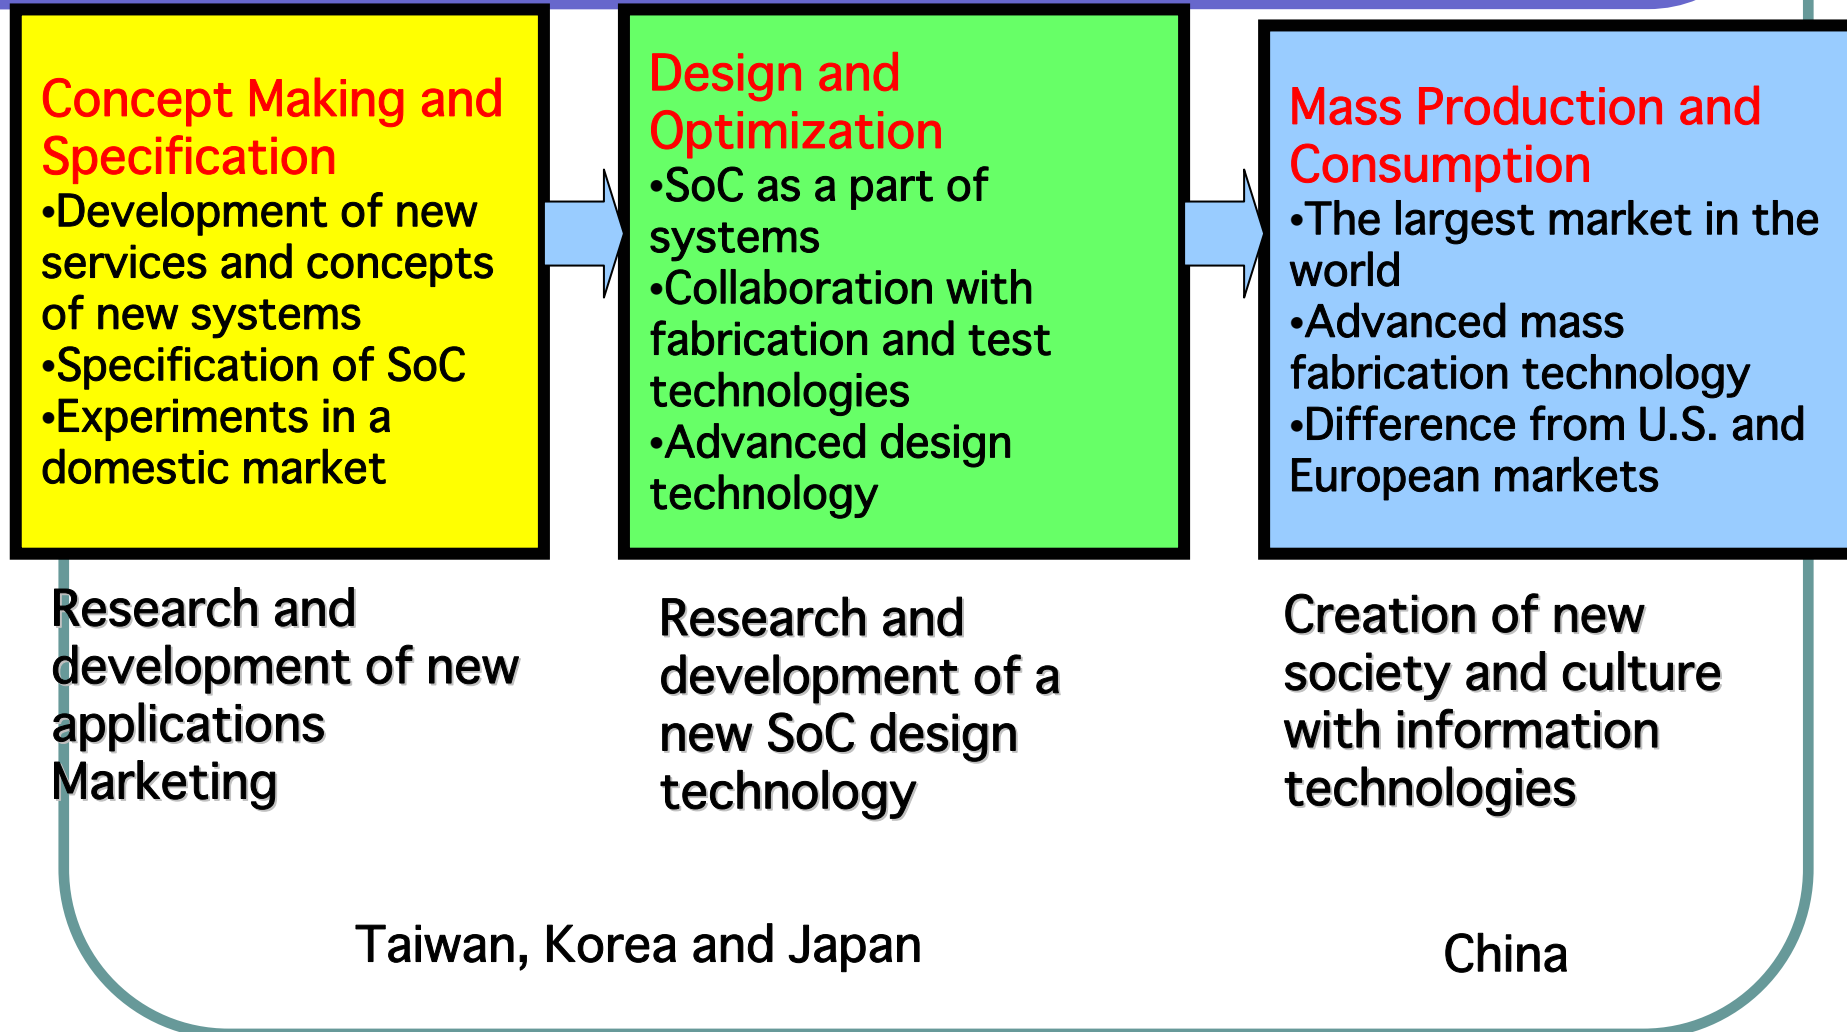 Concept Making and
Specification
•Development of new
services and concepts
of new systems
•Specification of SoC
•Experiments in a
domestic market
Design and
Optimization
•SoC as a part of
systems
•Collaboration with
fabrication and test
technologies
•Advanced design
technology
Mass Production and
Consumption
•The largest market in the
world
•Advanced mass
fabrication technology
•Difference from U.S. and
European markets
Research and
development of new
applications
Marketing
Research and
development of a
new SoC design
technology
Creation of new
society and culture
with information
technologies
Taiwan, Korea and Japan
China